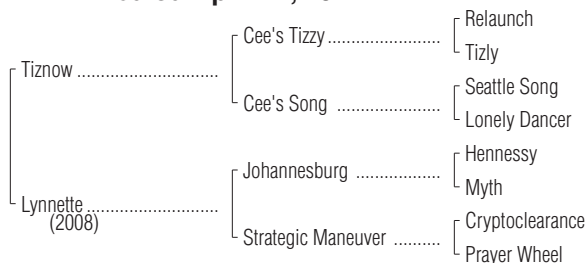 Cee's Tizzy ............................
Relaunch
Tizly
Tiznow ...................................
Cee's Song ...........................
Seattle Song
Lonely Dancer
Johannesburg .....................
Hennessy
Myth
Lynnette ................................
(2008)
Strategic Maneuver ............
Cryptoclearance
Prayer Wheel